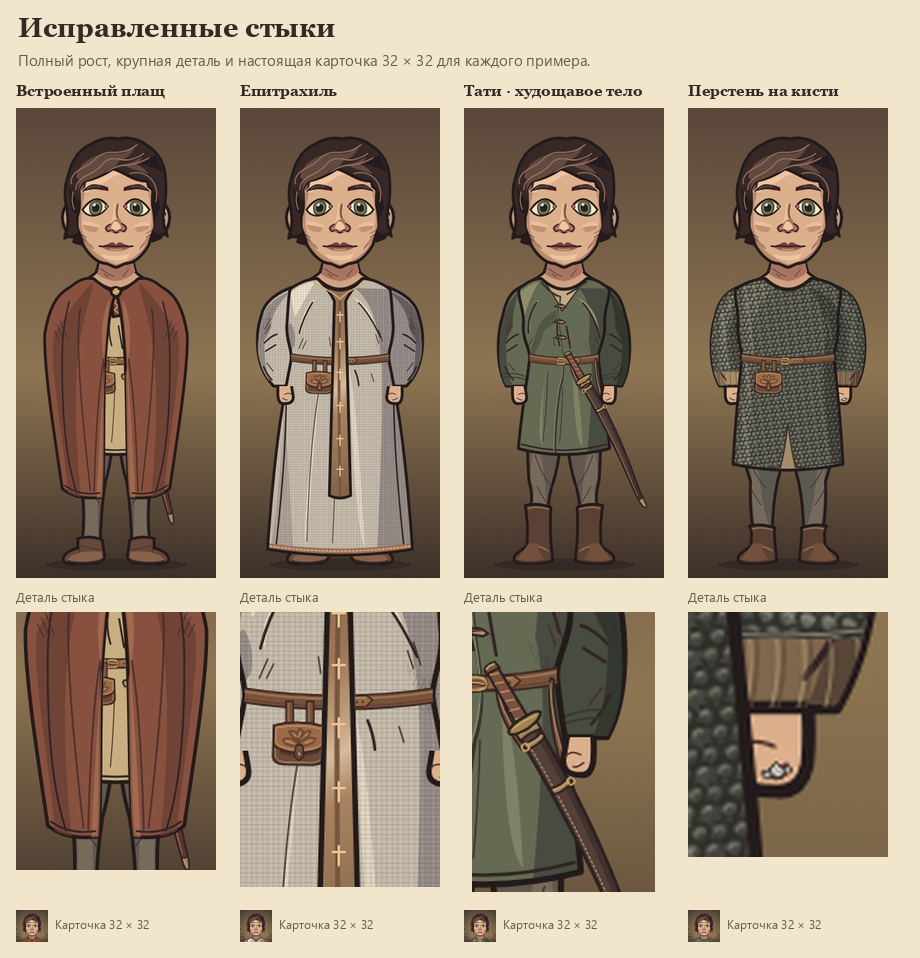 Исправленные стыки
Полный рост, крупная деталь и настоящая карточка 32 × 32 для каждого примера.
Встроенный плащ
Епитрахиль
Тати · худощавое тело
Перстень на кисти
Деталь стыка
Деталь стыка
Деталь стыка
Деталь стыка
Карточка 32 × 32
Карточка 32 × 32
Карточка 32 × 32
Карточка 32 × 32